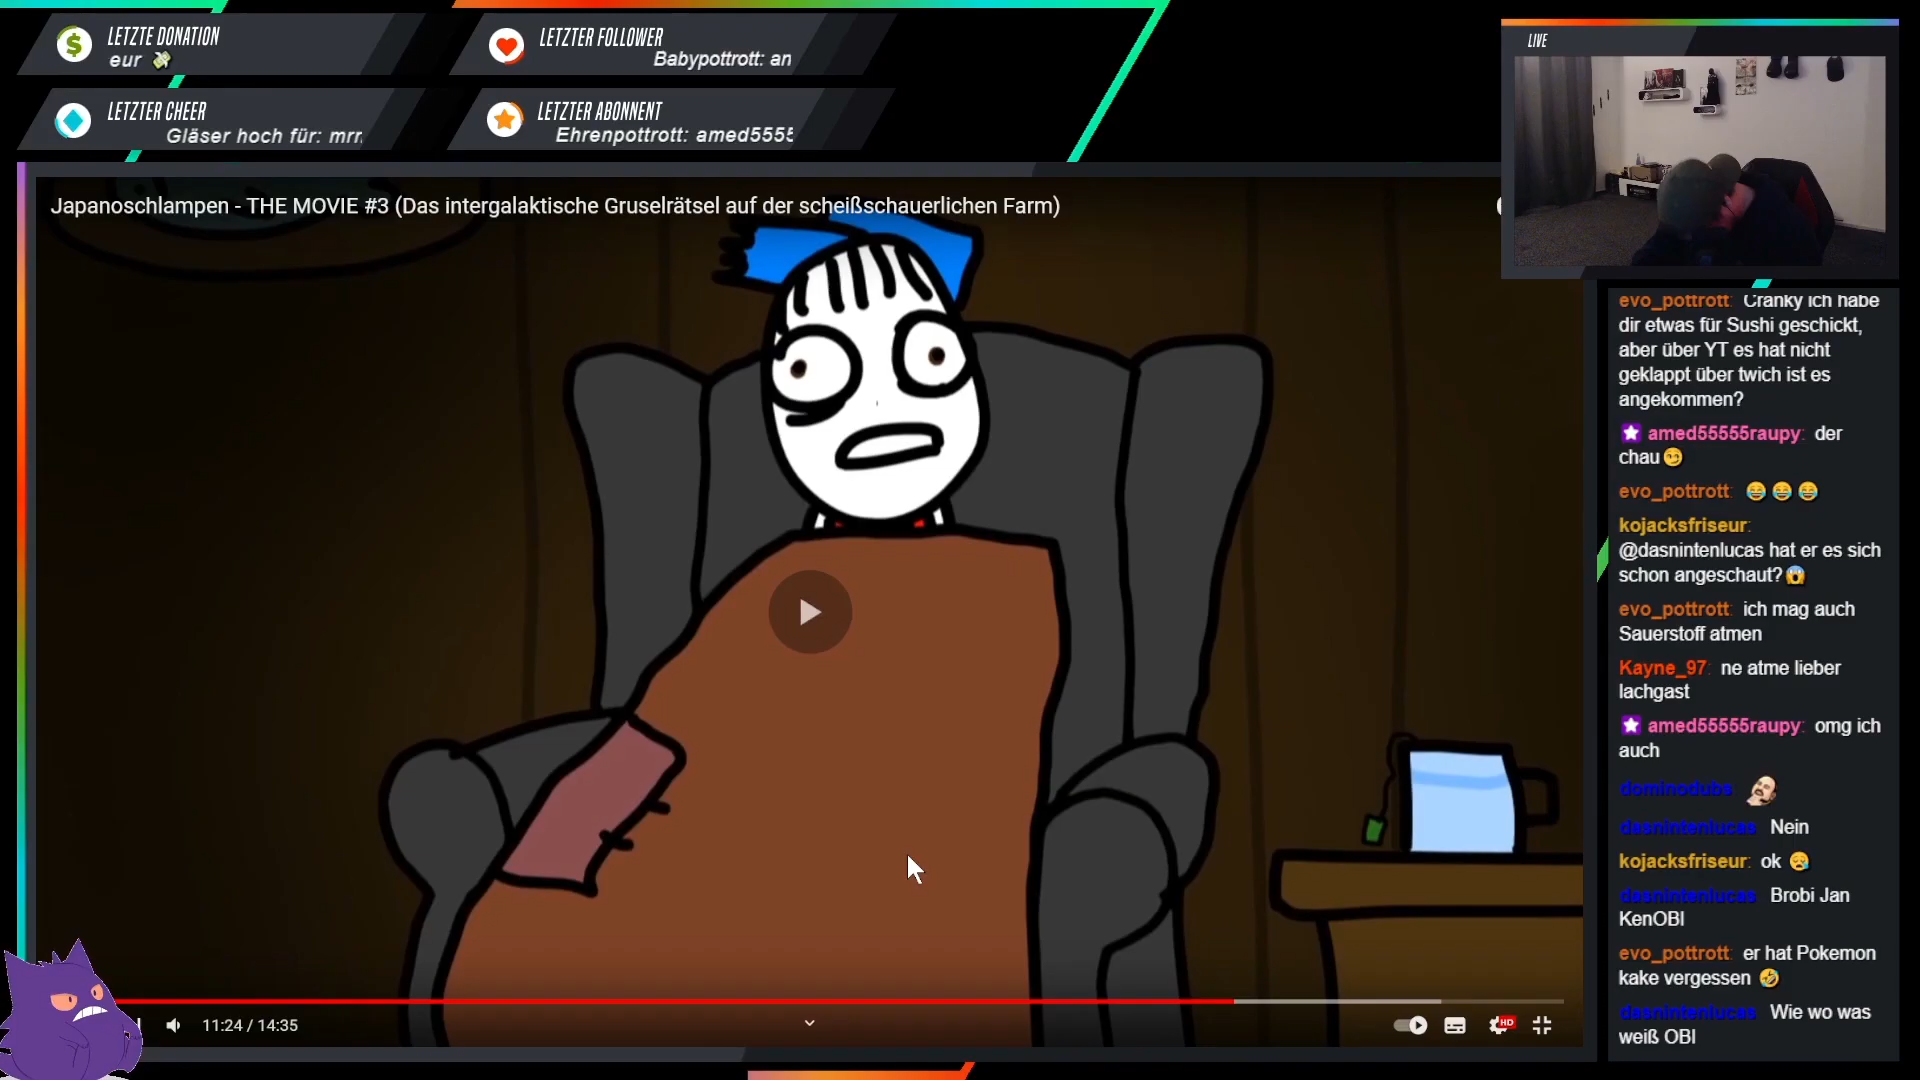 LETZTE DONATION
eur 💸
LETZTER FOLLOWER
Babypottrott: an
LETZTER CHEER
Gläser hoch für: mrr
LETZTER ABONNENT
Ehrenpottrott: amed5555
LIVE
Japanoschlampen - THE MOVIE #3 (Das intergalaktische Gruselrätsel auf der scheißschauerlichen Farm)
evo_pottrott: Cranky ich habe
dir etwas für Sushi geschickt,
aber über YT es hat nicht
geklappt über twich ist es
angekommen?
amed55555raupy: der
chau😏
evo_pottrott: 😂 😂 😂
kojacksfriseur:
@dasnintenlucas hat er es sich
schon angeschaut?😱
evo_pottrott: ich mag auch
Sauerstoff atmen
Kayne_97: ne atme lieber
lachgast
amed55555raupy: omg ich
auch
dominodubs:
dasnintenlucas: Nein
kojacksfriseur: ok 😪
dasnintenlucas: Brobi Jan
KenOBI
evo_pottrott: er hat Pokemon
kake vergessen 🤣
dasnintenlucas: Wie wo was
weiß OBI
11:24 / 14:35
HD